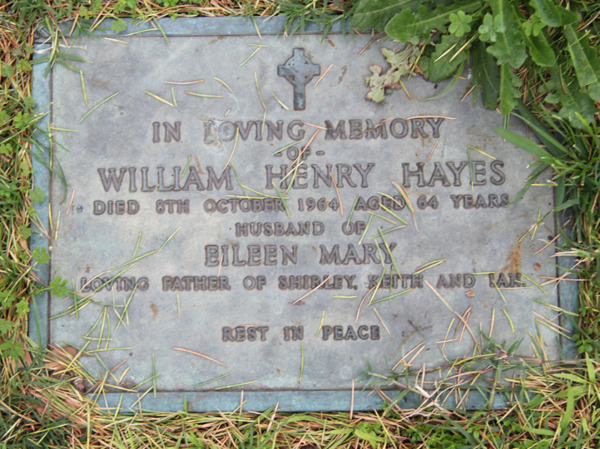 IN LOVING MEMORY
-OF-
WILLIAM HENRY HAYES
DIED 8TH OCTOBER 1964 AGED 64 YEARS
HUSBAND OF
EILEEN MARY
LOVING FATHER OF SHIRLEY, KEITH AND IAN.
REST IN PEACE